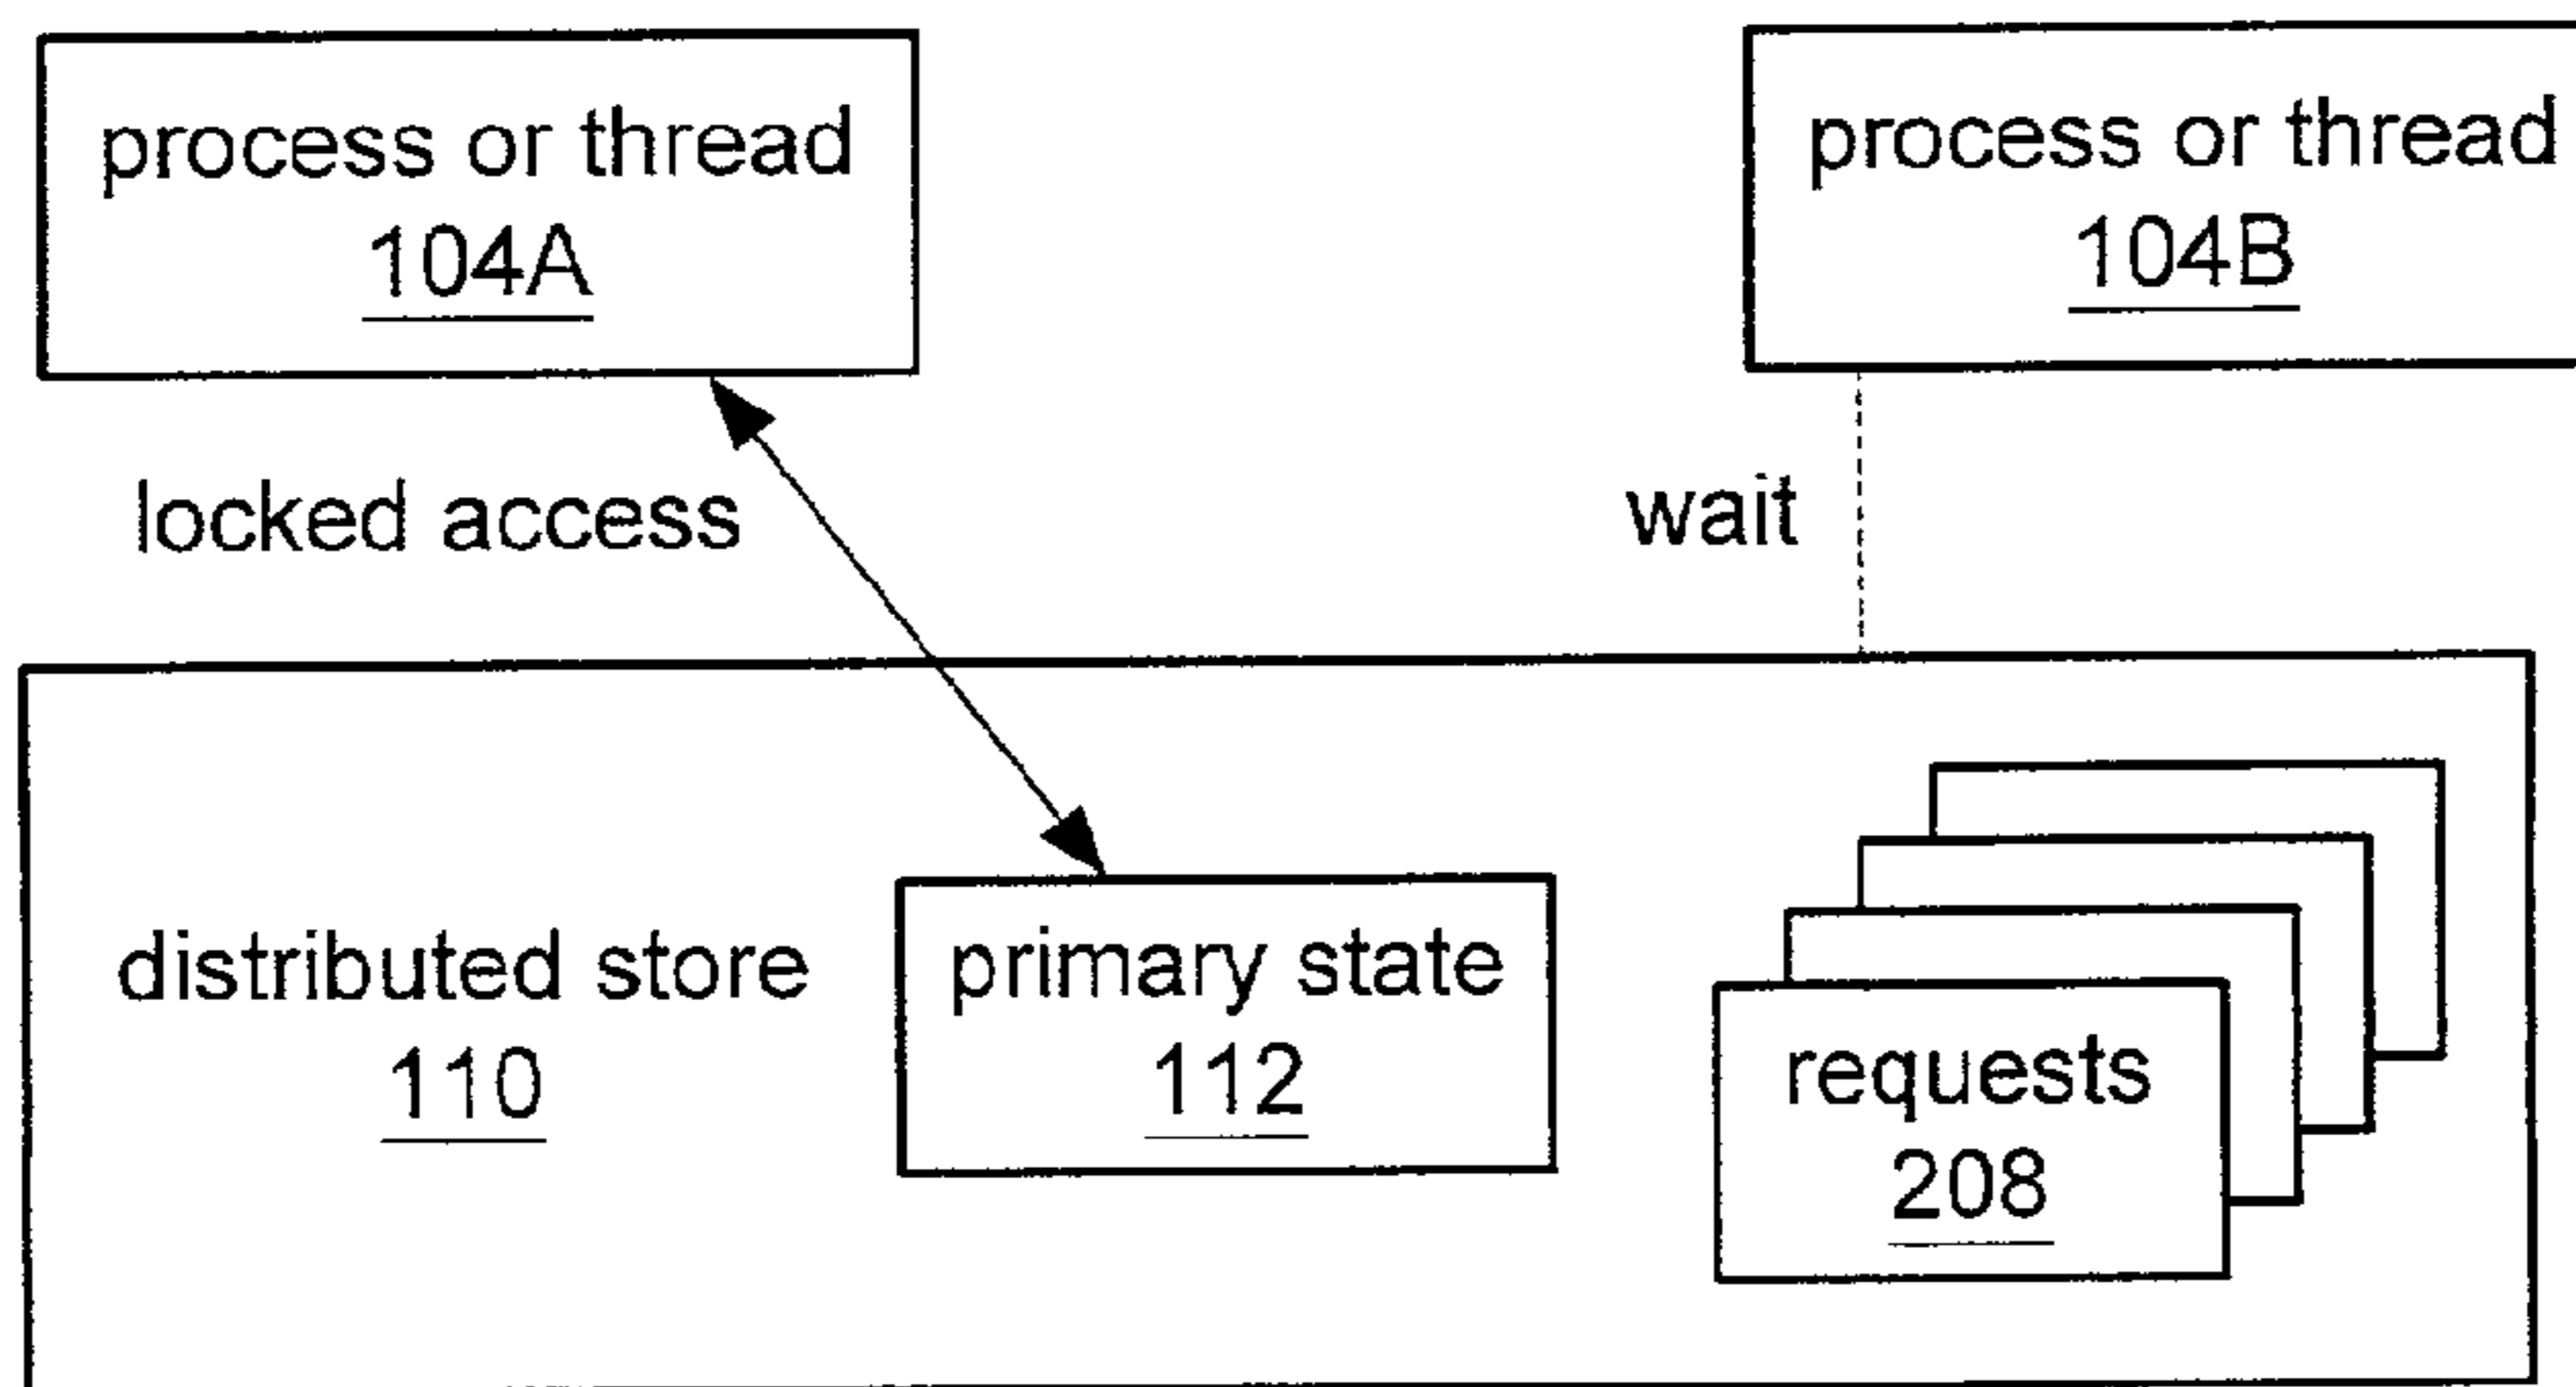 process or thread
104A
process or thread
104B
locked access
wait
distributed store
110
primary state
112
requests
208